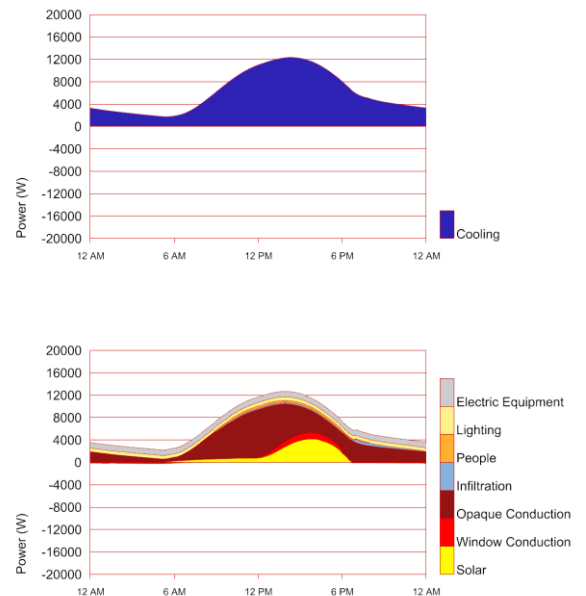 20000
16000
12000
8000
4000
0
-4000
-8000
-12000
-16000
-20000
Power (W)
12 AM 6 AM 12 PM 6 PM 12 AM
Cooling
20000
16000
12000
8000
4000
0
-4000
-8000
-12000
-16000
-20000
Power (W)
12 AM 6 AM 12 PM 6 PM 12 AM
Electric Equipment
Lighting
People
Infiltration
Opaque Conduction
Window Conduction
Solar